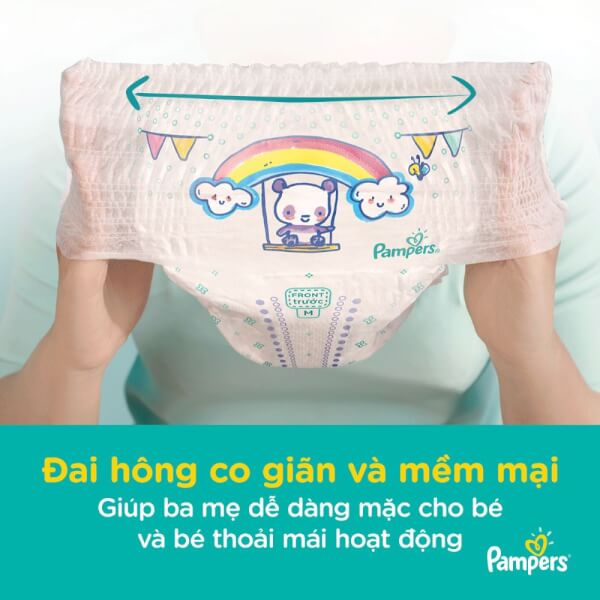 Pampers
FRONT
trước
M
Đai hông co giãn và mềm mại
Giúp ba mẹ dễ dàng mặc cho bé
và bé thoải mái hoạt động
Pampers